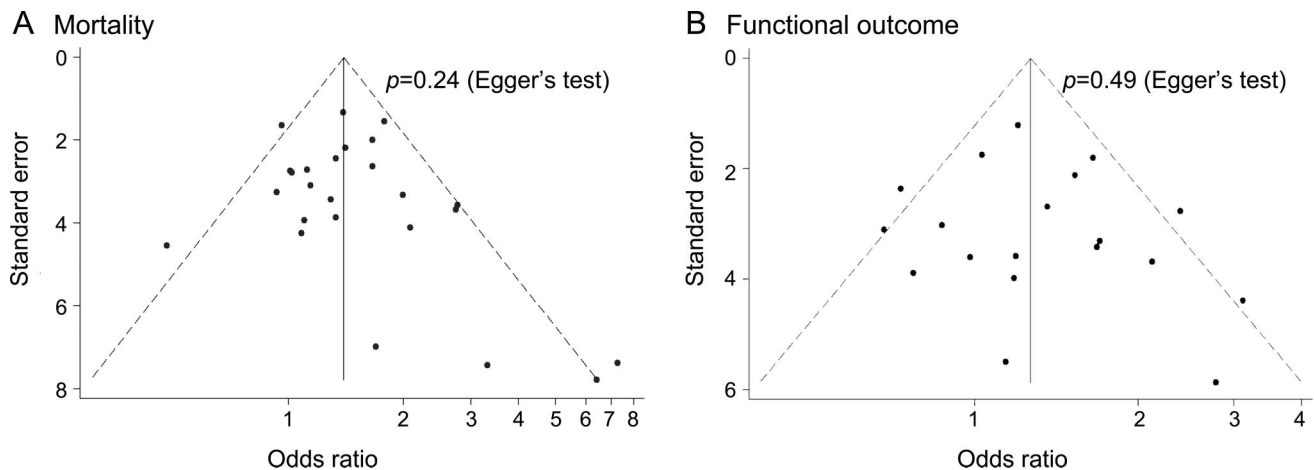 A Mortality
p=0.24 (Egger's test)
Standard error
0
2
4
6
8
1 2 3 4 5 6 7 8
Odds ratio
B Functional outcome
p=0.49 (Egger's test)
Standard error
0
2
4
6
1 2 3 4
Odds ratio